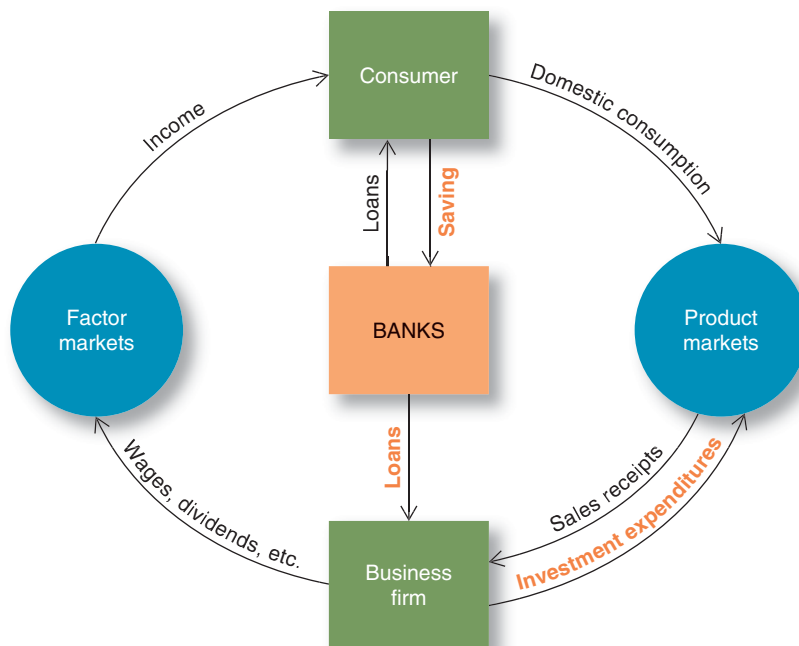 Consumer
Income
Domestic consumption
Loans
Saving
Factor
markets
BANKS
Product
markets
Loans
Wages, dividends, etc.
Sales receipts
Investment expenditures
Business
firm